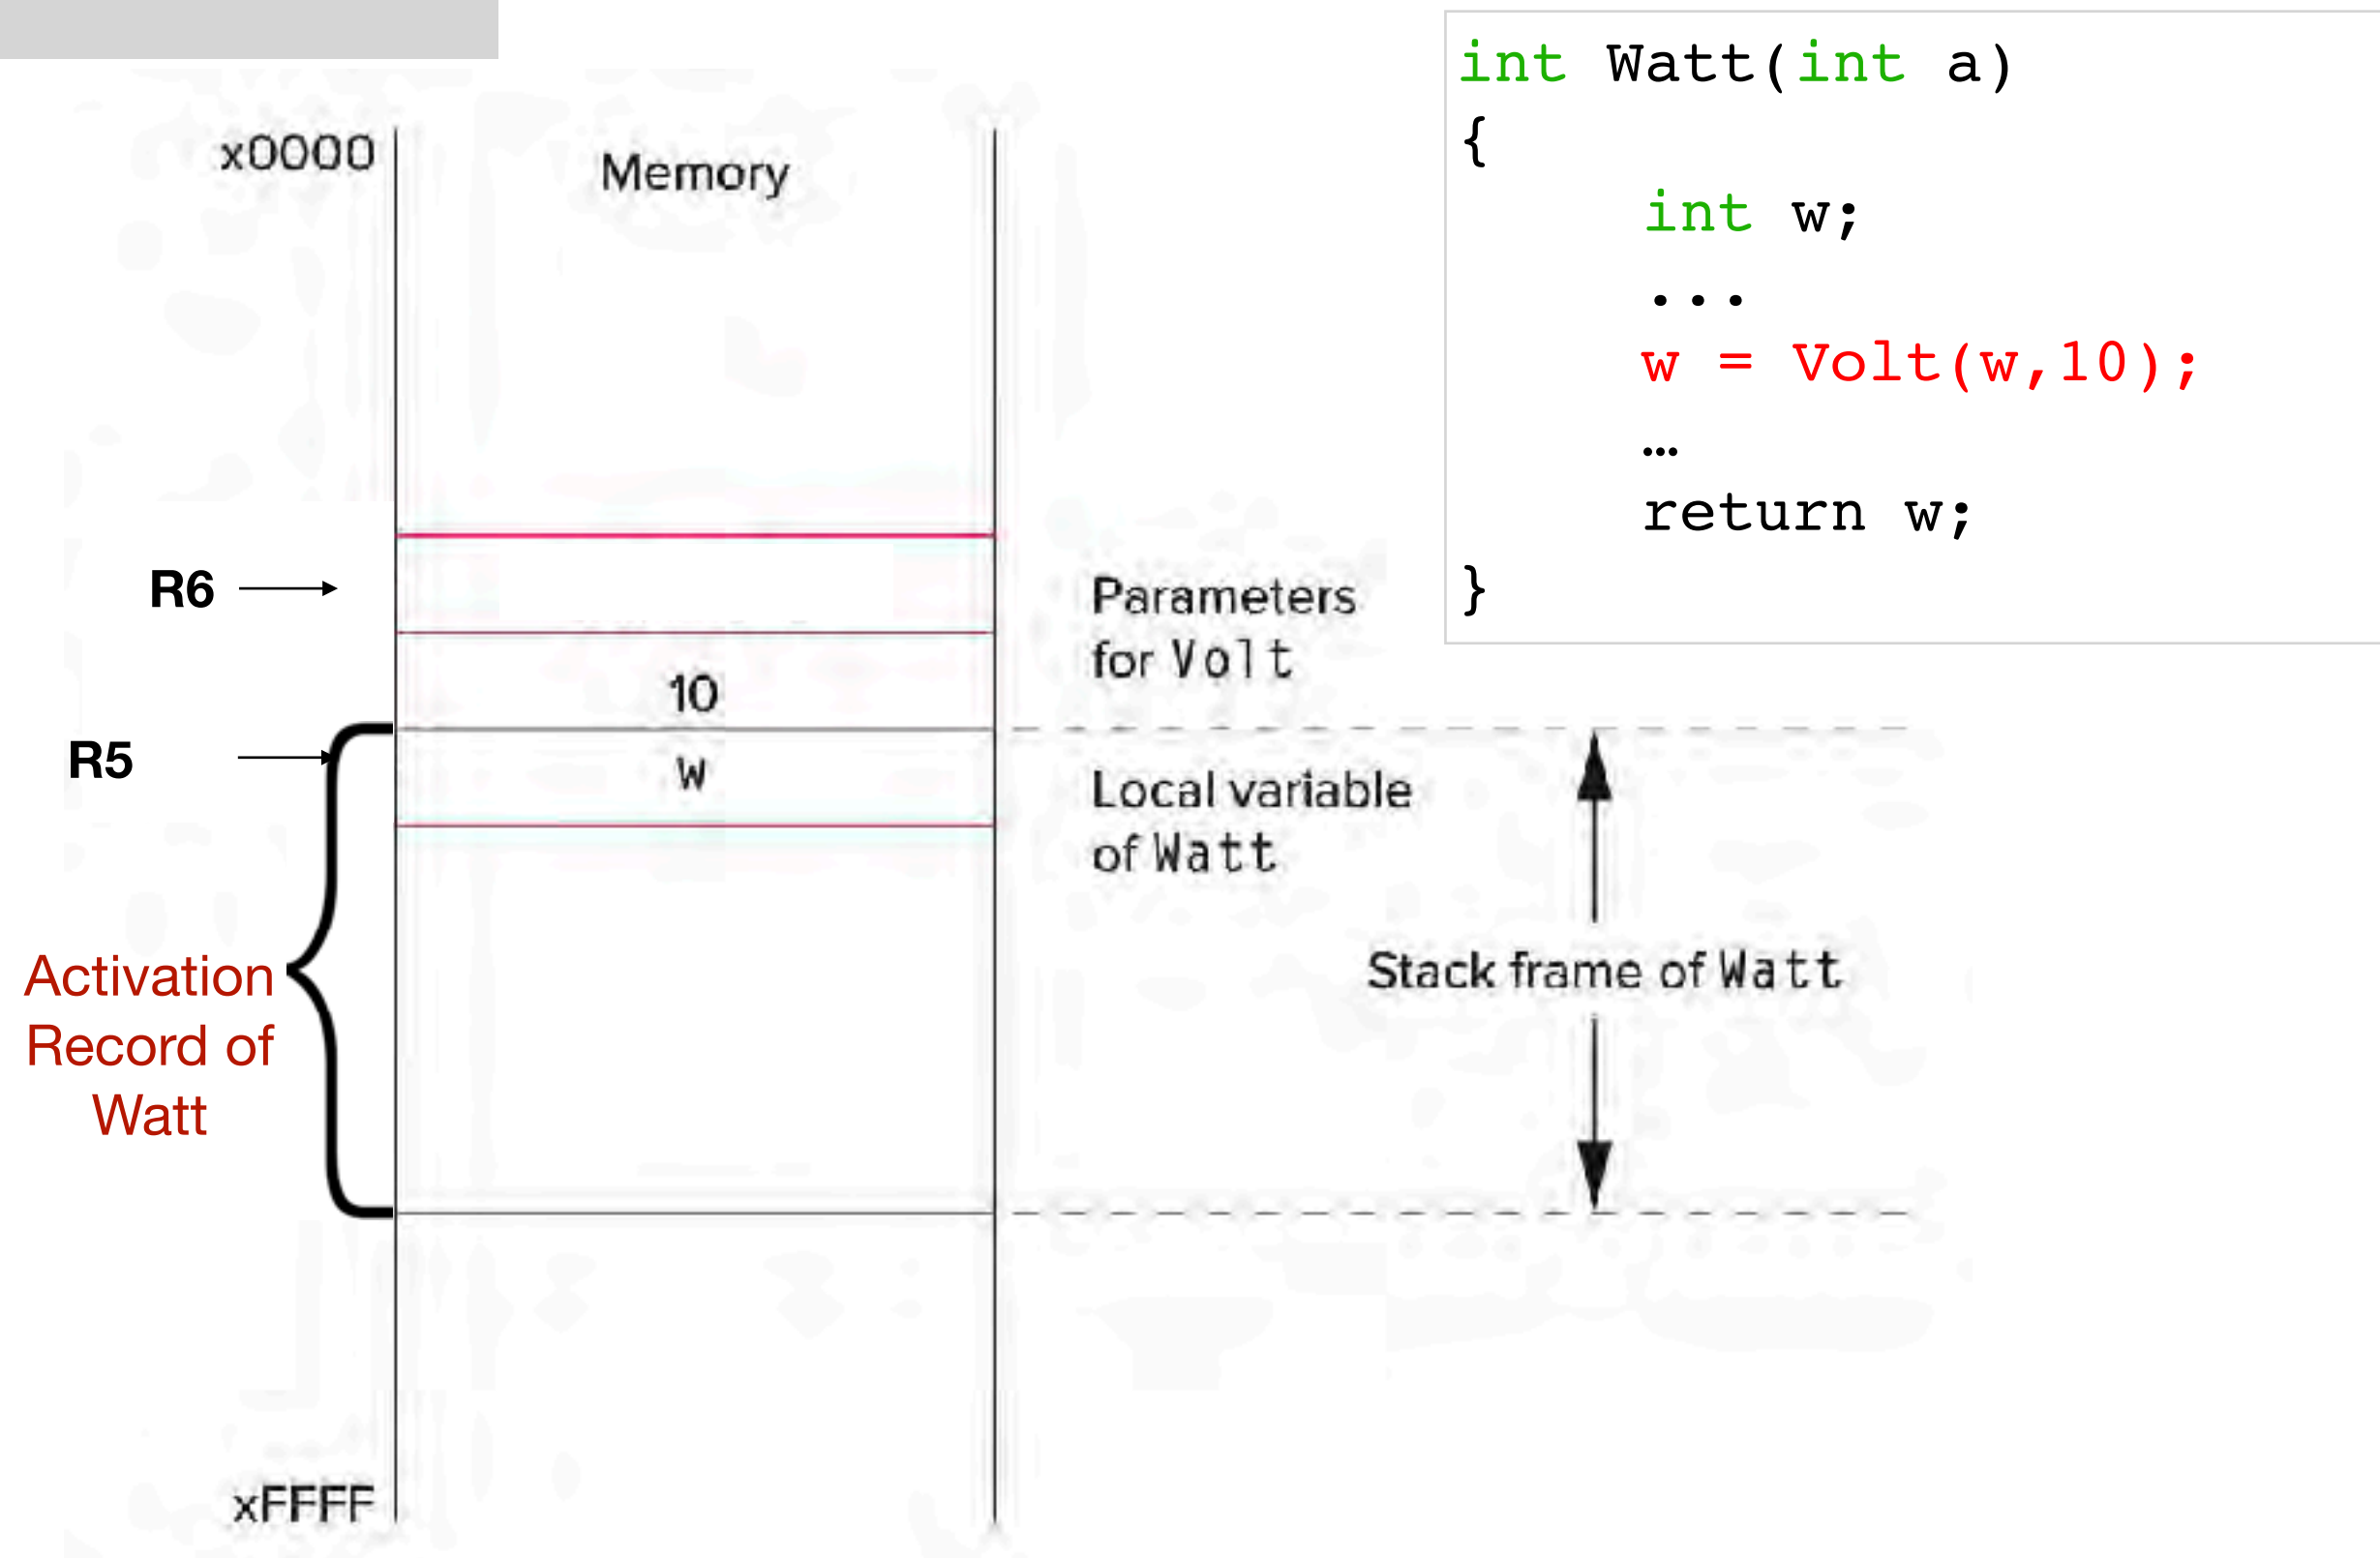 int Watt(int a)
{
int w;
...
w = Volt(w,10);
…
return w;
}
x0000
Memory
R6
Parameters
for Volt
10
R5
w
Local variable
of Watt
Activation
Record of
Watt
Stack frame of Watt
xFFFF